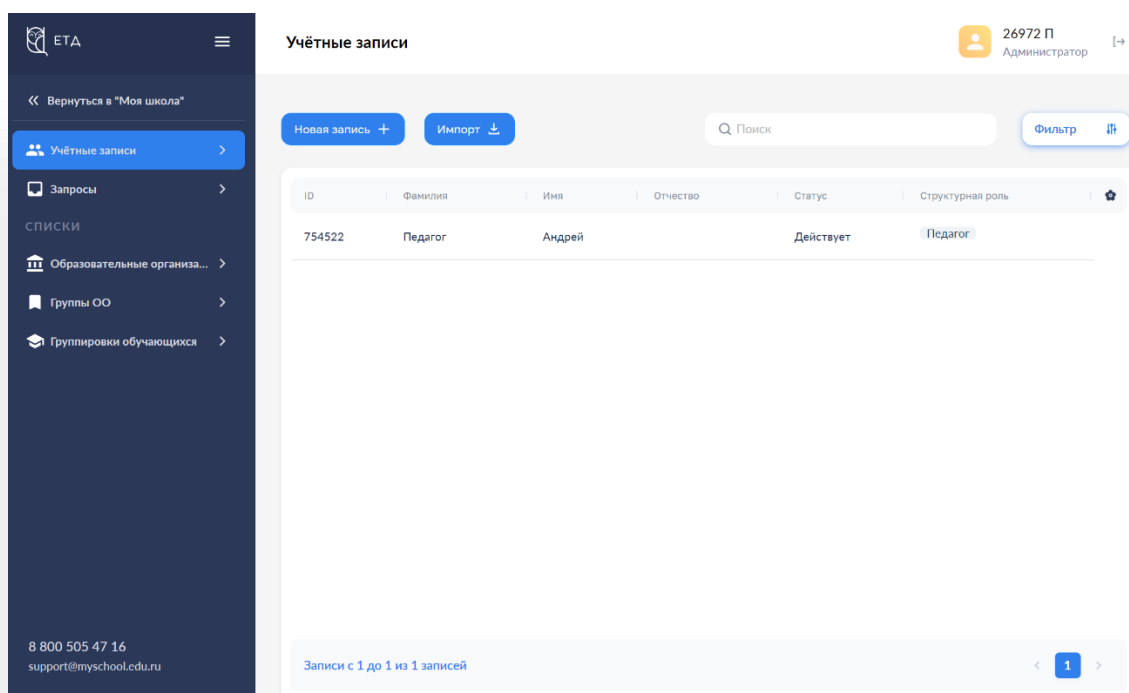 ЕТД
Вернуться в "Моя школа"
Учётные записи
Запросы
СПИСКИ
Образовательные организа...
Группы ОО
Группировки обучающихся
8 800 505 47 16
support@myschool.edu.ru
Учётные записи
26972 П
Администратор
Новая запись +
Импорт
Поиск
Фильтр
ID Фамилия Имя Отчество Статус Структурная роль
754522 Педагог Андрей Действует Педагог
Записи с 1 до 1 из 1 записей
1